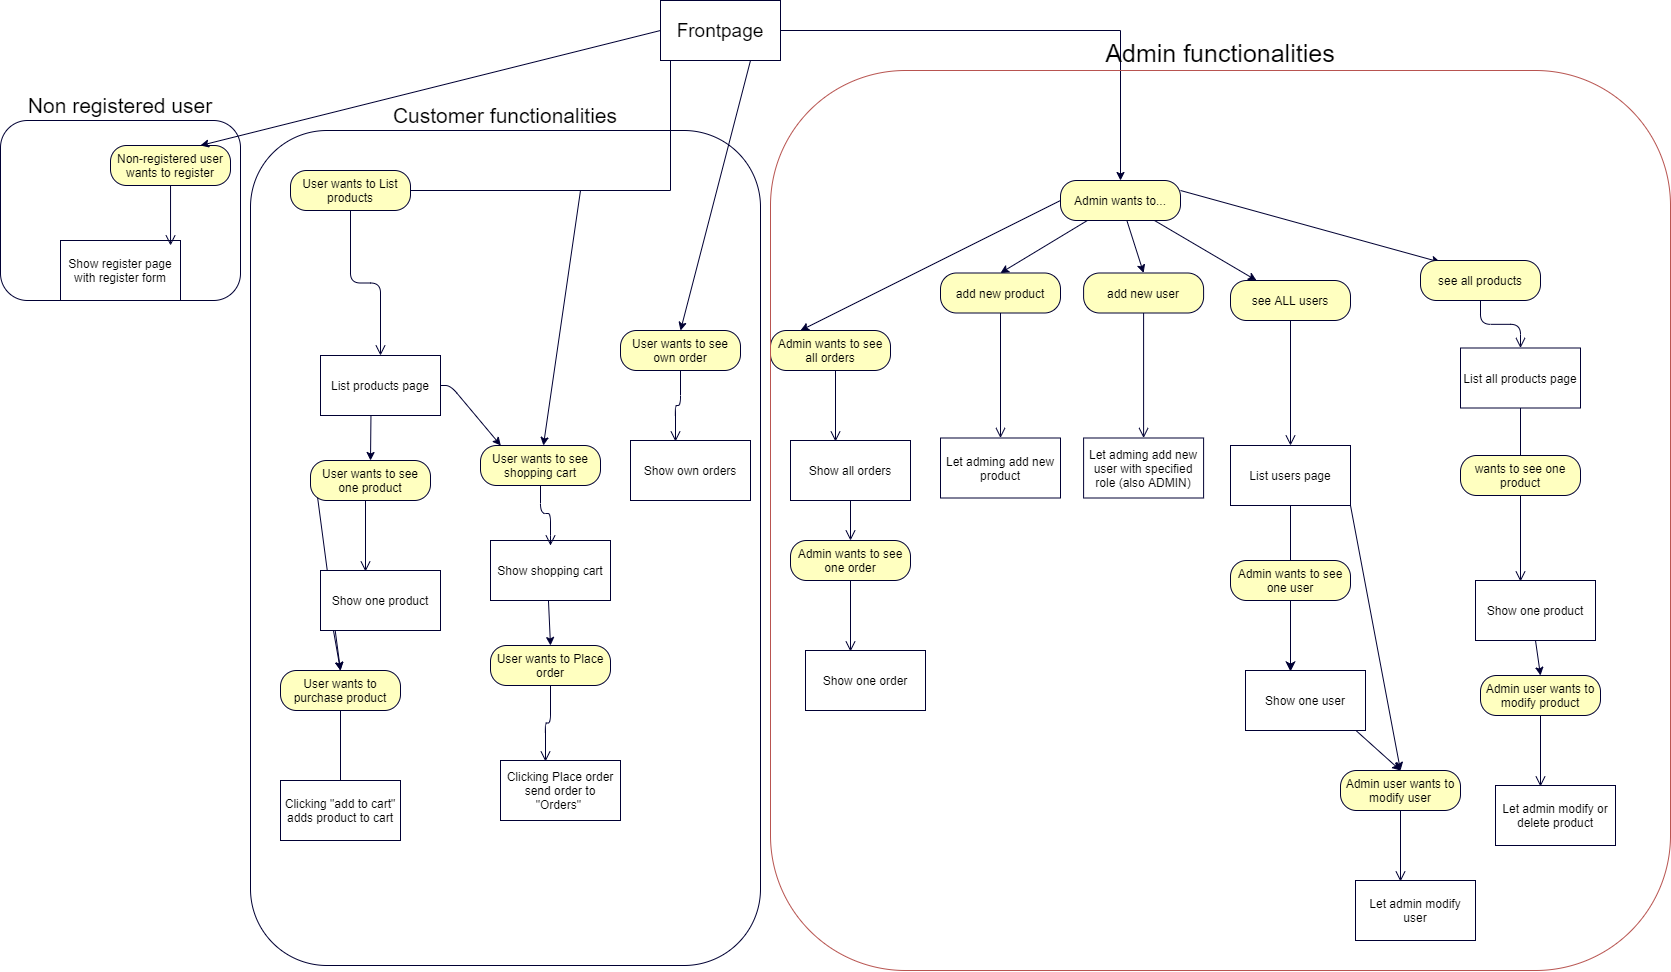 Frontpage
Admin functionalities
Non registered user
Customer functionalities
Non-registered user
wants to register
Show register page
with register form
User wants to List
products
List products page
User wants to see
one product
Show one product
User wants to
purchase product
Clicking "add to cart"
adds product to cart
User wants to see
shopping cart
Show shopping cart
User wants to Place
order
Clicking Place order
send order to
"Orders"
User wants to see
own order
Show own orders
Admin wants to...
Admin wants to see
all orders
Show all orders
Admin wants to see
one order
Show one order
add new product
Let adming add new
product
add new user
Let adming add new
user with specified
role (also ADMIN)
see ALL users
List users page
Admin wants to see
one user
Show one user
Admin user wants to
modify user
Let admin modify
user
see all products
List all products page
wants to see one
product
Show one product
Admin user wants to
modify product
Let admin modify or
delete product